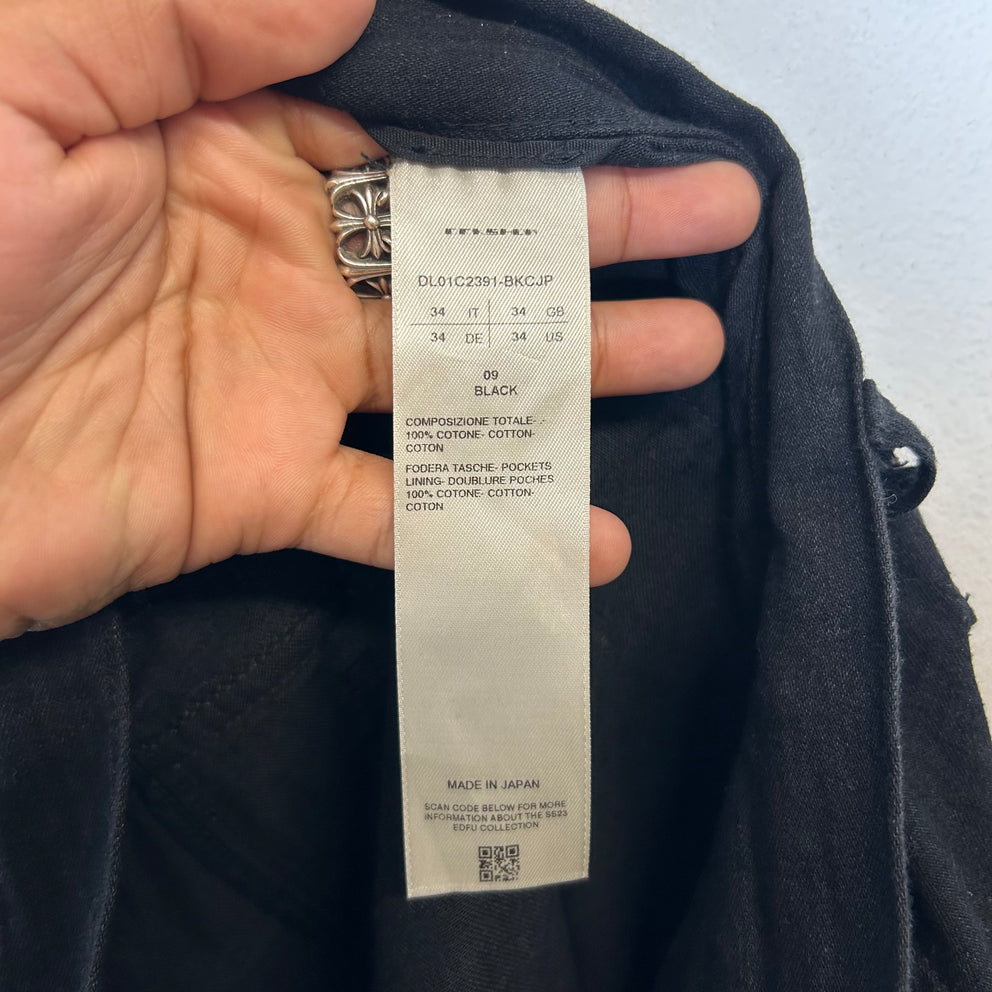 DRKSHDW
DL01C2391-BKCJP
34 IT 34 GB
34 DE 34 US
09
BLACK
COMPOSIZIONE TOTALE-.-
100% COTONE- COTTON-
COTON
FODERA TASCHE- POCKETS
LINING- DOUBLURE POCHES
100% COTONE- COTTON-
COTON
MADE IN JAPAN
SCAN CODE BELOW FOR MORE
INFORMATION ABOUT THE SS23
EDFU COLLECTION